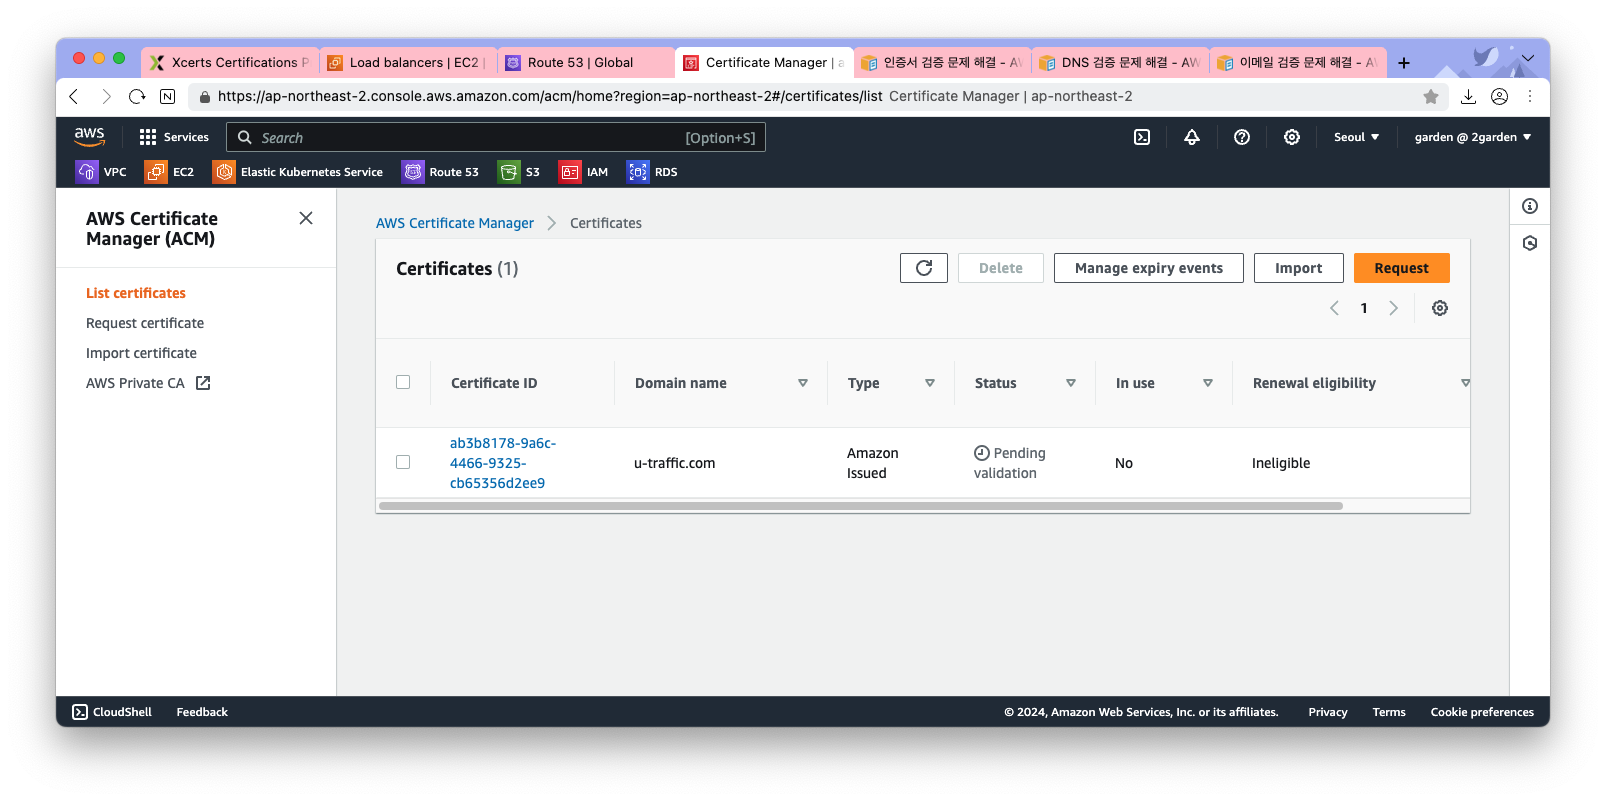 Xcerts Certifications P
Load balancers | EC2 |
Route 53 | Global
Certificate Manager | a
인증서 검증 문제 해결 - AW
DNS 검증 문제 해결 - AW
이메일 검증 문제 해결 - A
https://ap-northeast-2.console.aws.amazon.com/acm/home?region=ap-northeast-2#/certificates/list Certificate Manager | ap-northeast-2
aws
Services
Search
[Option+S]
Seoul
garden @ 2garden
VPC
EC2
Elastic Kubernetes Service
Route 53
S3
IAM
RDS
AWS Certificate
Manager (ACM)
List certificates
Request certificate
Import certificate
AWS Private CA
AWS Certificate Manager
Certificates
Certificates (1)
Delete
Manage expiry events
Import
Request
1
Certificate ID
Domain name
Type
Status
In use
Renewal eligibility
ab3b8178-9a6c-
4466-9325-
cb65356d2ee9
u-traffic.com
Amazon
Issued
Pending
validation
No
Ineligible
CloudShell
Feedback
© 2024, Amazon Web Services, Inc. or its affiliates.
Privacy
Terms
Cookie preferences